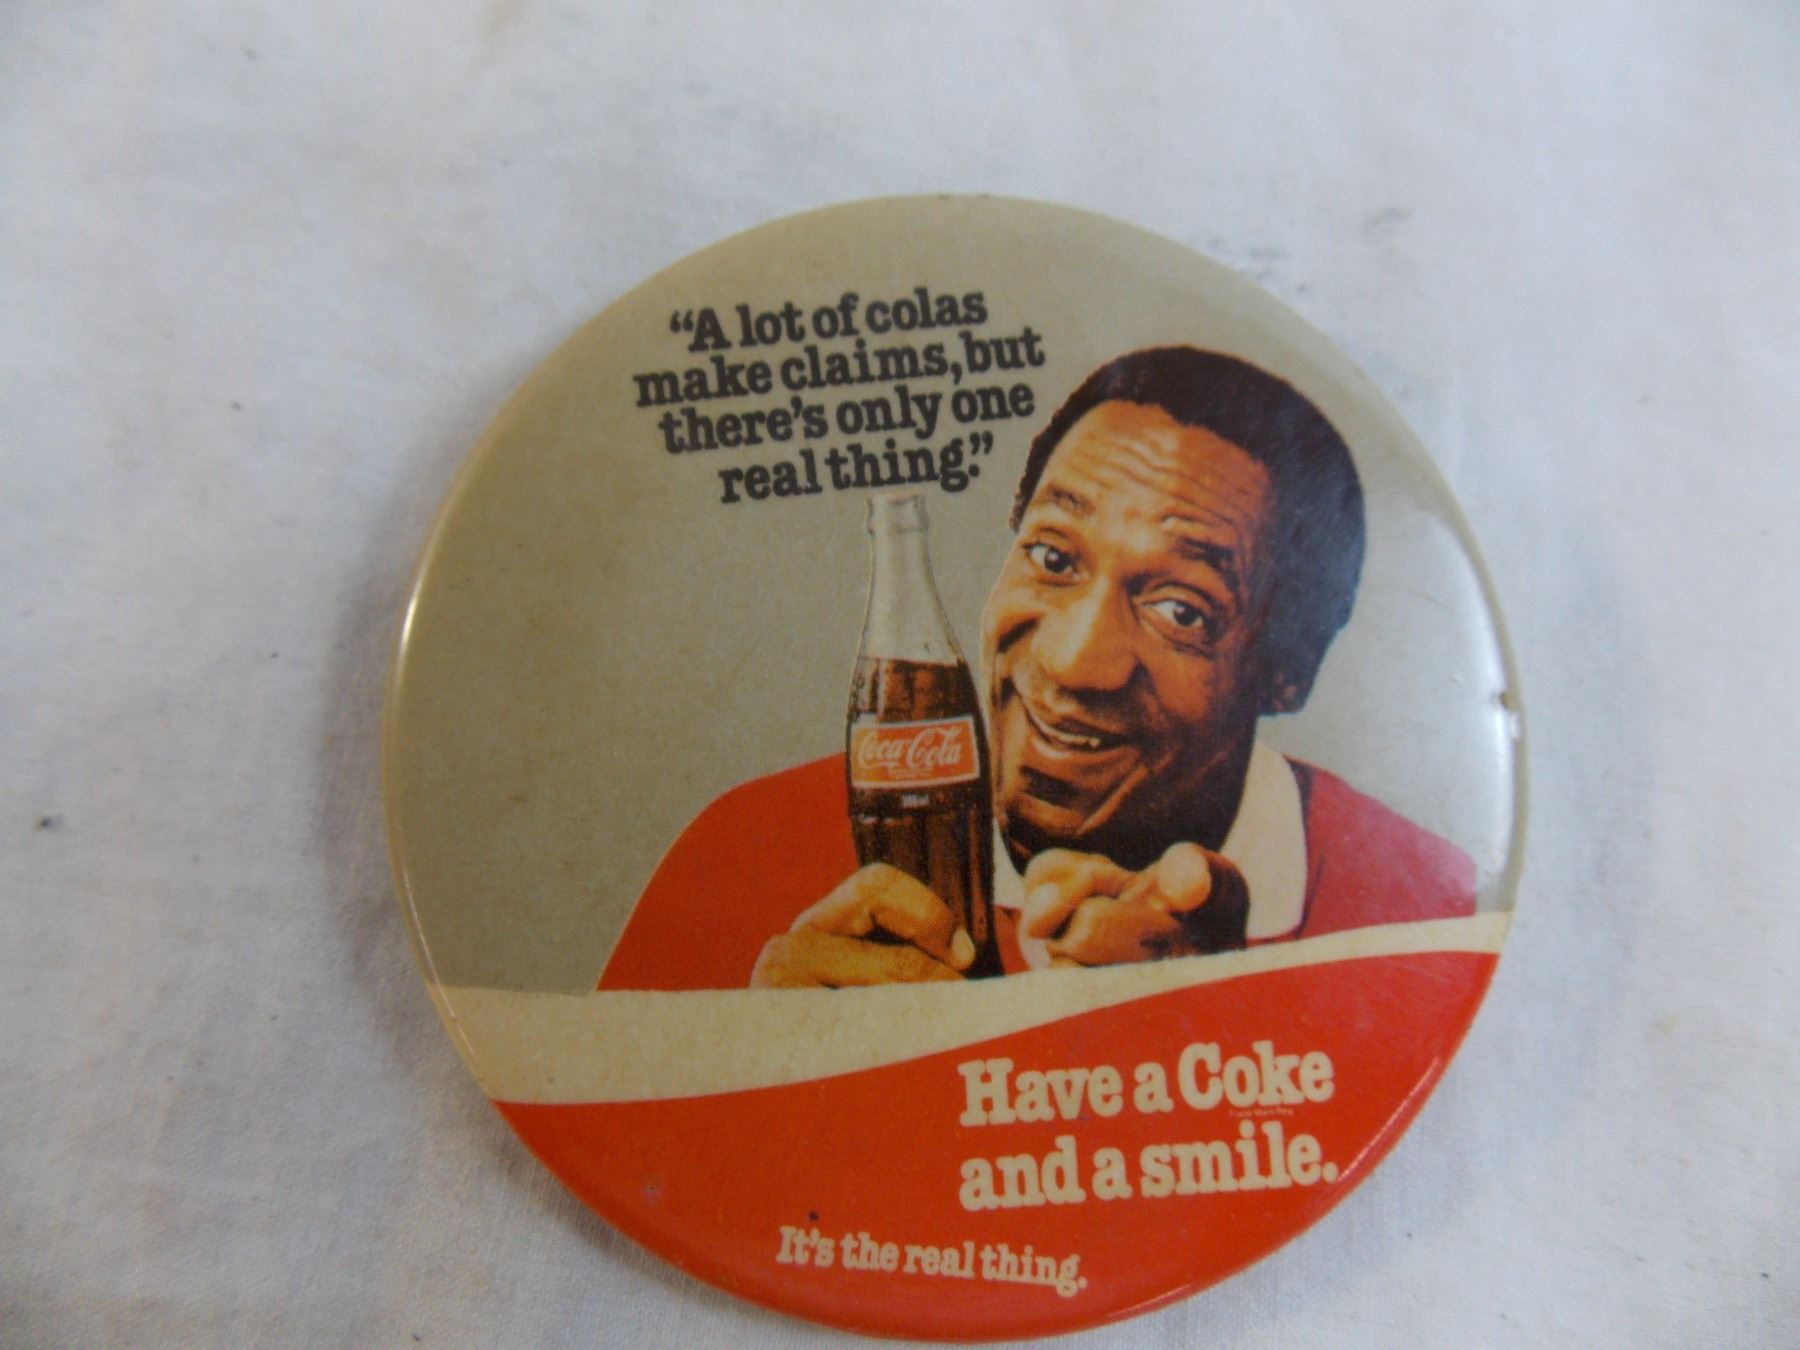 “A lot of colas
make claims, but
there’s only one
real thing.”
Coca-Cola
Have a Coke
and a smile.
It’s the real thing.